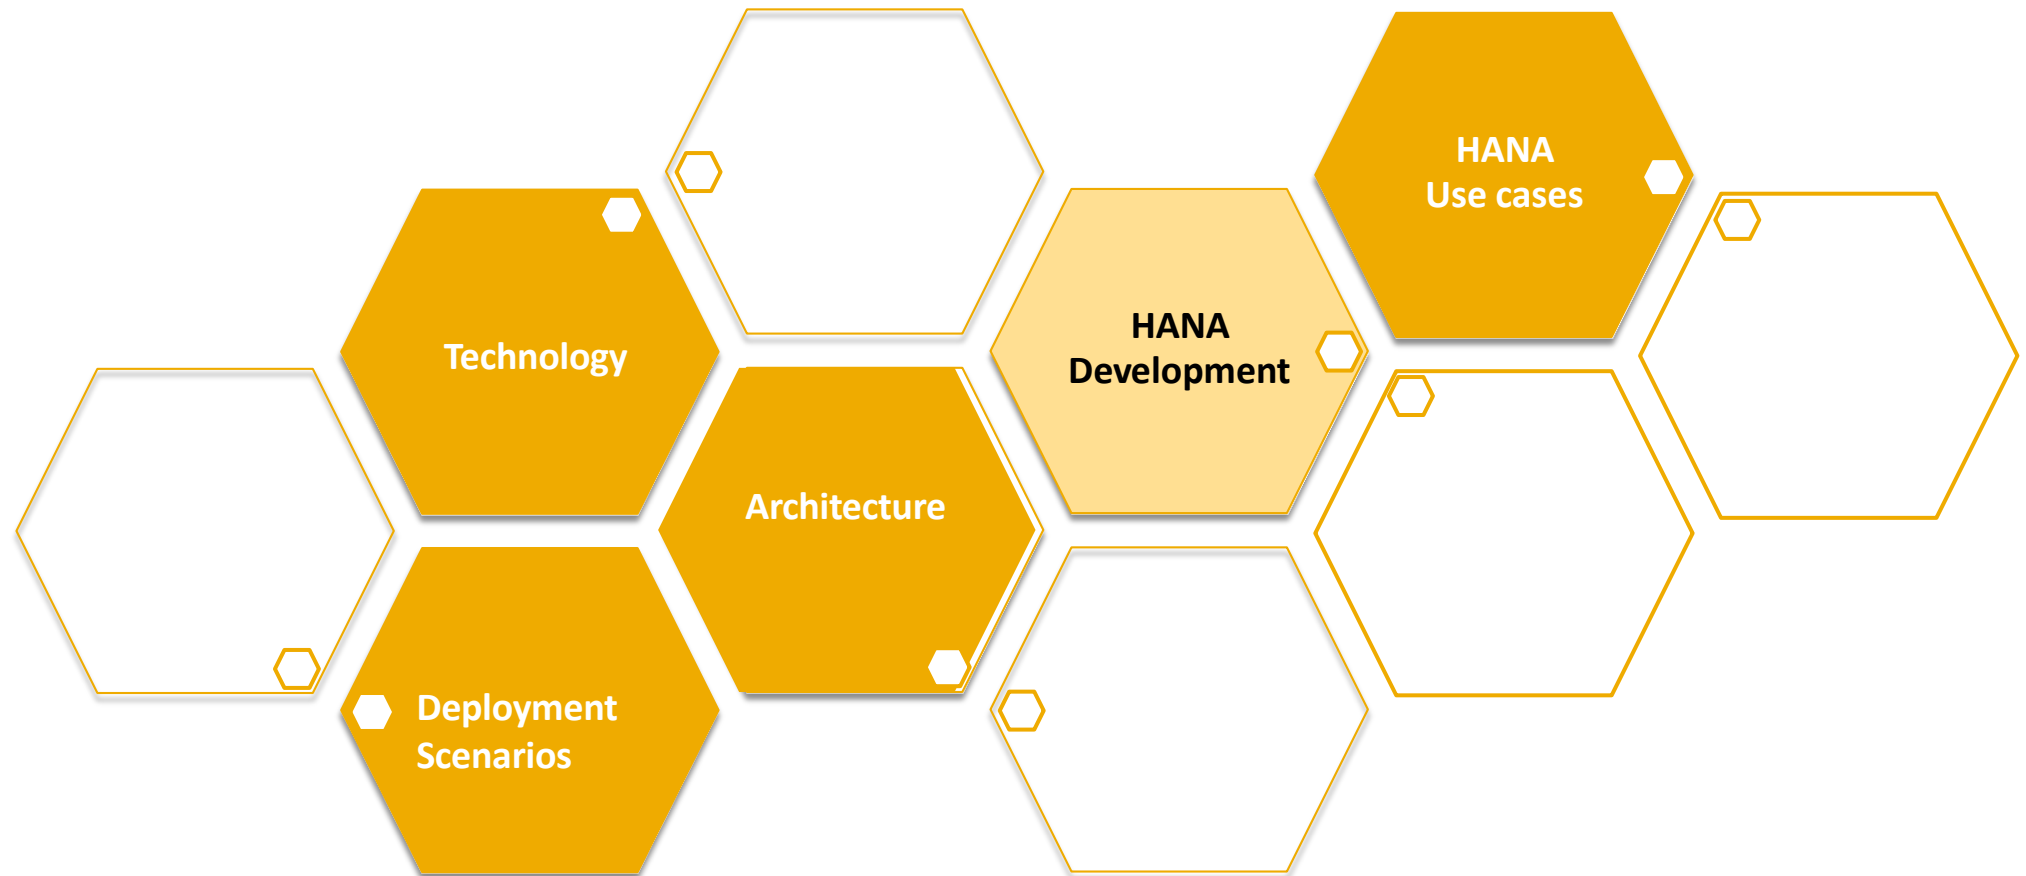 HANA
Use cases
HANA
Development
Technology
Architecture
Deployment
Scenarios